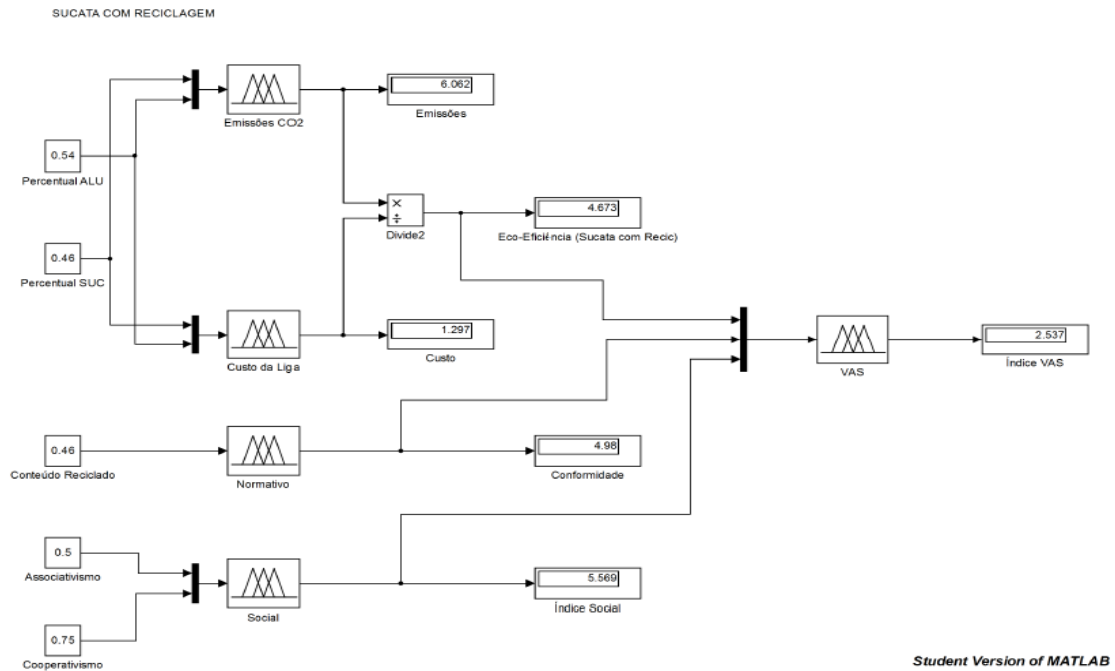 SUCATA COM RECICLAGEM
6.062
Emissões CO2
Emissões
0.54
Percentual ALU
×
÷
Divide2
4.673
Eco-Eficiência (Sucata com Recic)
0.46
Percentual SUC
1.297
Custo da Liga
Custo
2.537
VAS
Índice VAS
0.46
Conteúdo Reciclado
Normativo
4.98
Conformidade
0.5
Associativismo
Social
5.569
Índice Social
0.75
Cooperativismo
Student Version of MATLAB